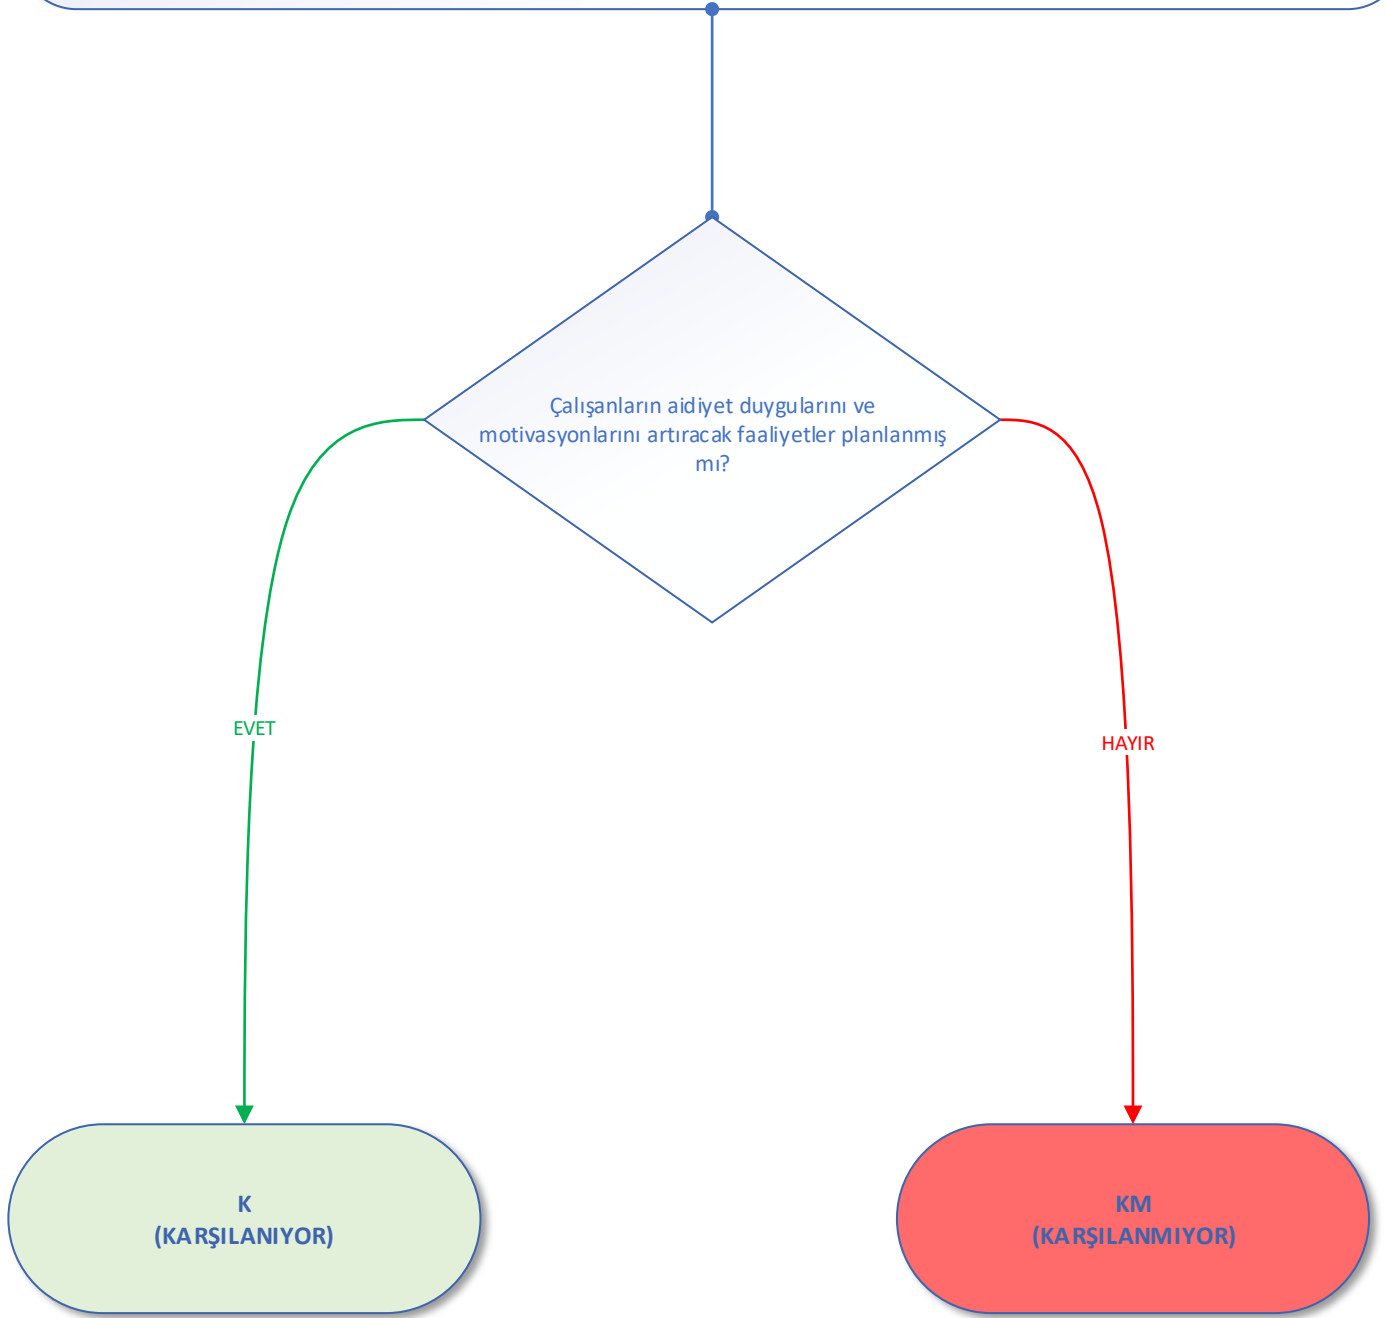 Çalışanların aidiyet duygularını ve
motivasyonlarını artıracak faaliyetler planlanmış
mı?
EVET
HAYIR
K
(KARŞILANIYOR)
KM
(KARŞILANMIYOR)